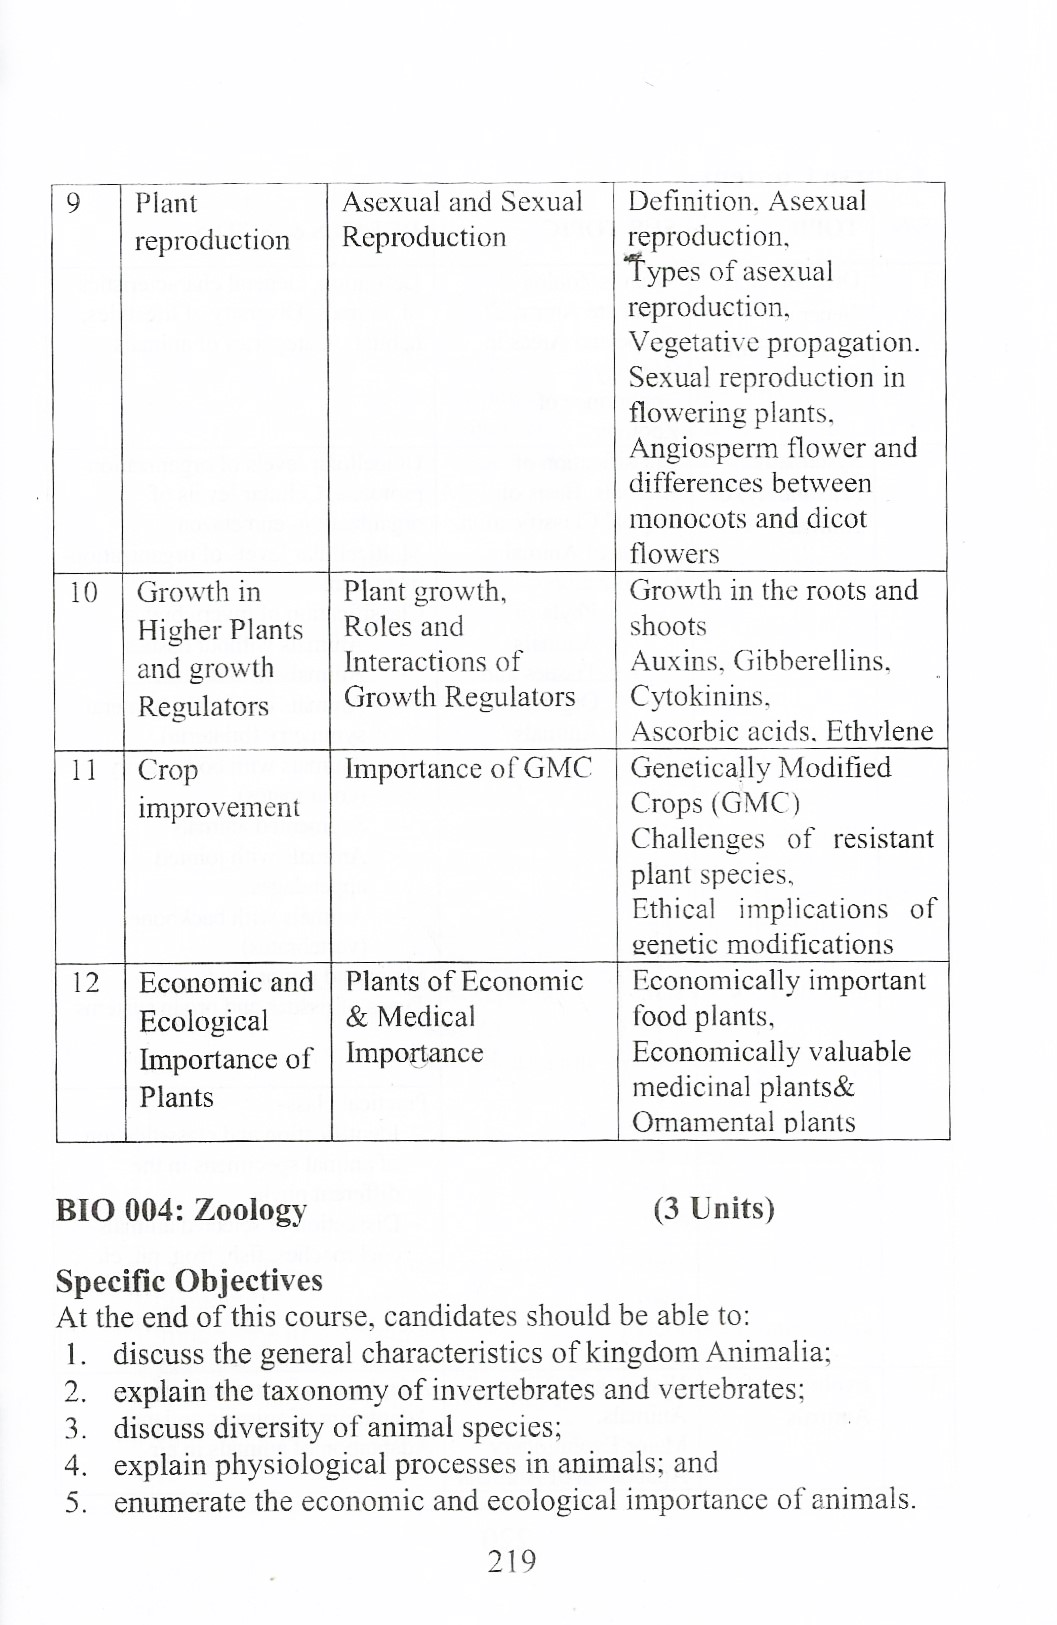 9
Plant
reproduction
Asexual and Sexual
Reproduction
Definition, Asexual
reproduction,
Types of asexual
reproduction,
Vegetative propagation.
Sexual reproduction in
flowering plants,
Angiosperm flower and
differences between
monocots and dicot
flowers
10
Growth in
Higher Plants
and growth
Regulators
Plant growth,
Roles and
Interactions of
Growth Regulators
Growth in the roots and
shoots
Auxins, Gibberellins,
Cytokinins,
Ascorbic acids, Ethylene
11
Crop
improvement
Importance of GMC
Genetically Modified
Crops (GMC)
Challenges of resistant
plant species,
Ethical implications of
genetic modifications
12
Economic and
Ecological
Importance of
Plants
Plants of Economic
& Medical
Importance
Economically important
food plants,
Economically valuable
medicinal plants&
Ornamental plants
BIO 004: Zoology (3 Units)
Specific Objectives
At the end of this course, candidates should be able to:
1. discuss the general characteristics of kingdom Animalia;
2. explain the taxonomy of invertebrates and vertebrates;
3. discuss diversity of animal species;
4. explain physiological processes in animals; and
5. enumerate the economic and ecological importance of animals.
219